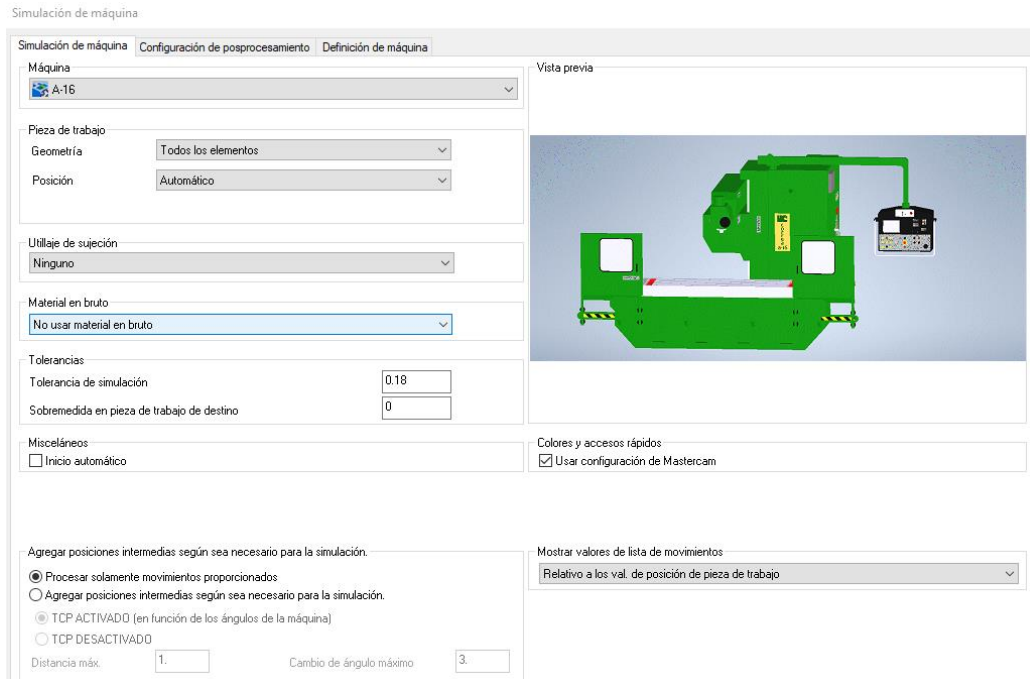 Simulación de máquina
Simulación de máquina Configuración de posprocesamiento Definición de máquina
Máquina
A-16
Pieza de trabajo
Geometría Todos los elementos
Posición Automático
Utillaje de sujeción
Ninguno
Material en bruto
No usar material en bruto
Tolerancias
Tolerancia de simulación 0.18
Sobremedida en pieza de trabajo de destino 0
Misceláneos
Inicio automático
Vista previa
Colores y accesos rápidos
Usar configuración de Mastercam
Agregar posiciones intermedias según sea necesario para la simulación.
Procesar solamente movimientos proporcionados
Agregar posiciones intermedias según sea necesario para la simulación.
TCP ACTIVADO (en función de los ángulos de la máquina)
TCP DESACTIVADO
Distancia máx. 1. Cambio de ángulo máximo 3.
Mostrar valores de lista de movimientos
Relativo a los val. de posición de pieza de trabajo